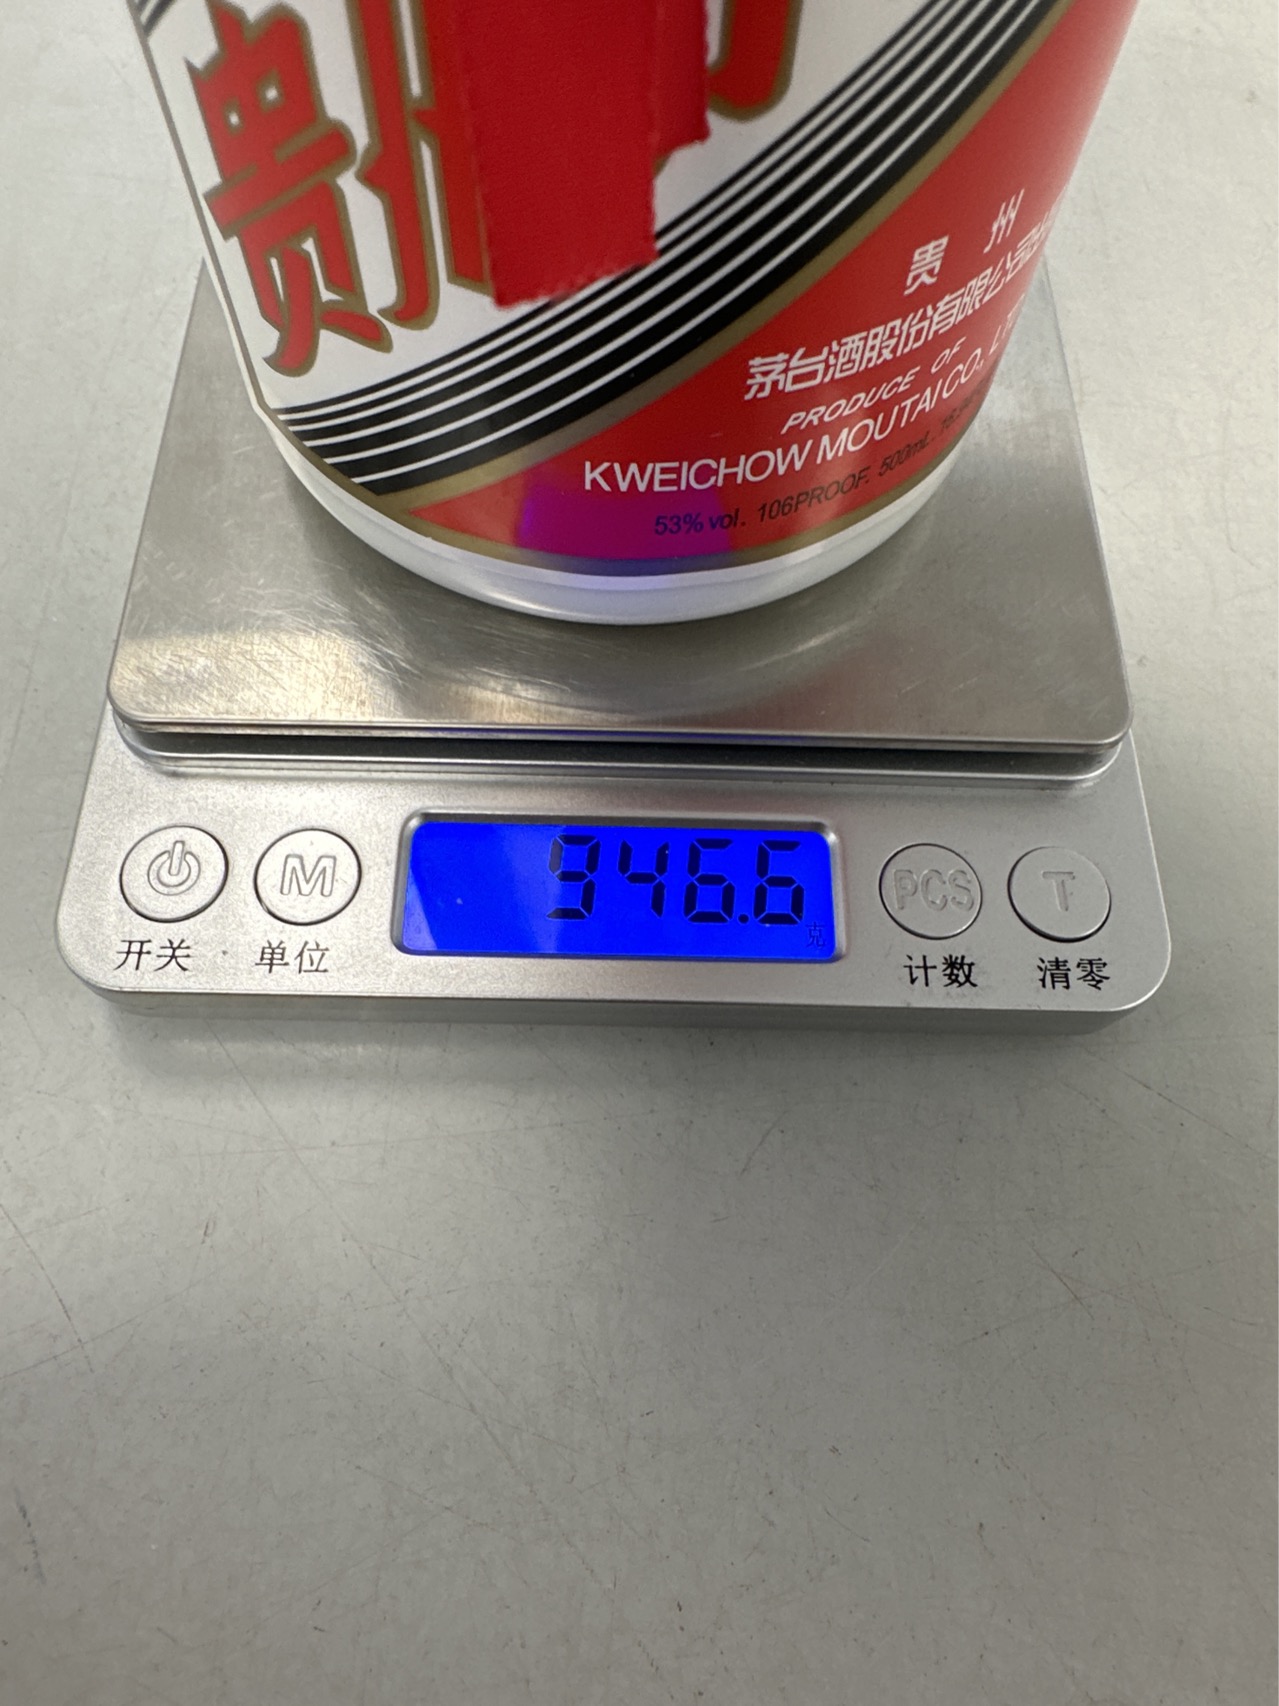 贵
贵 州
茅台酒股份有限公司
PRODUCE OF
KWEICHOW MOUTAI CO., LT
53% vol. 106PROOF. 500mL.
946.6
克
M
PCS
T
开关
单位
计数
清零